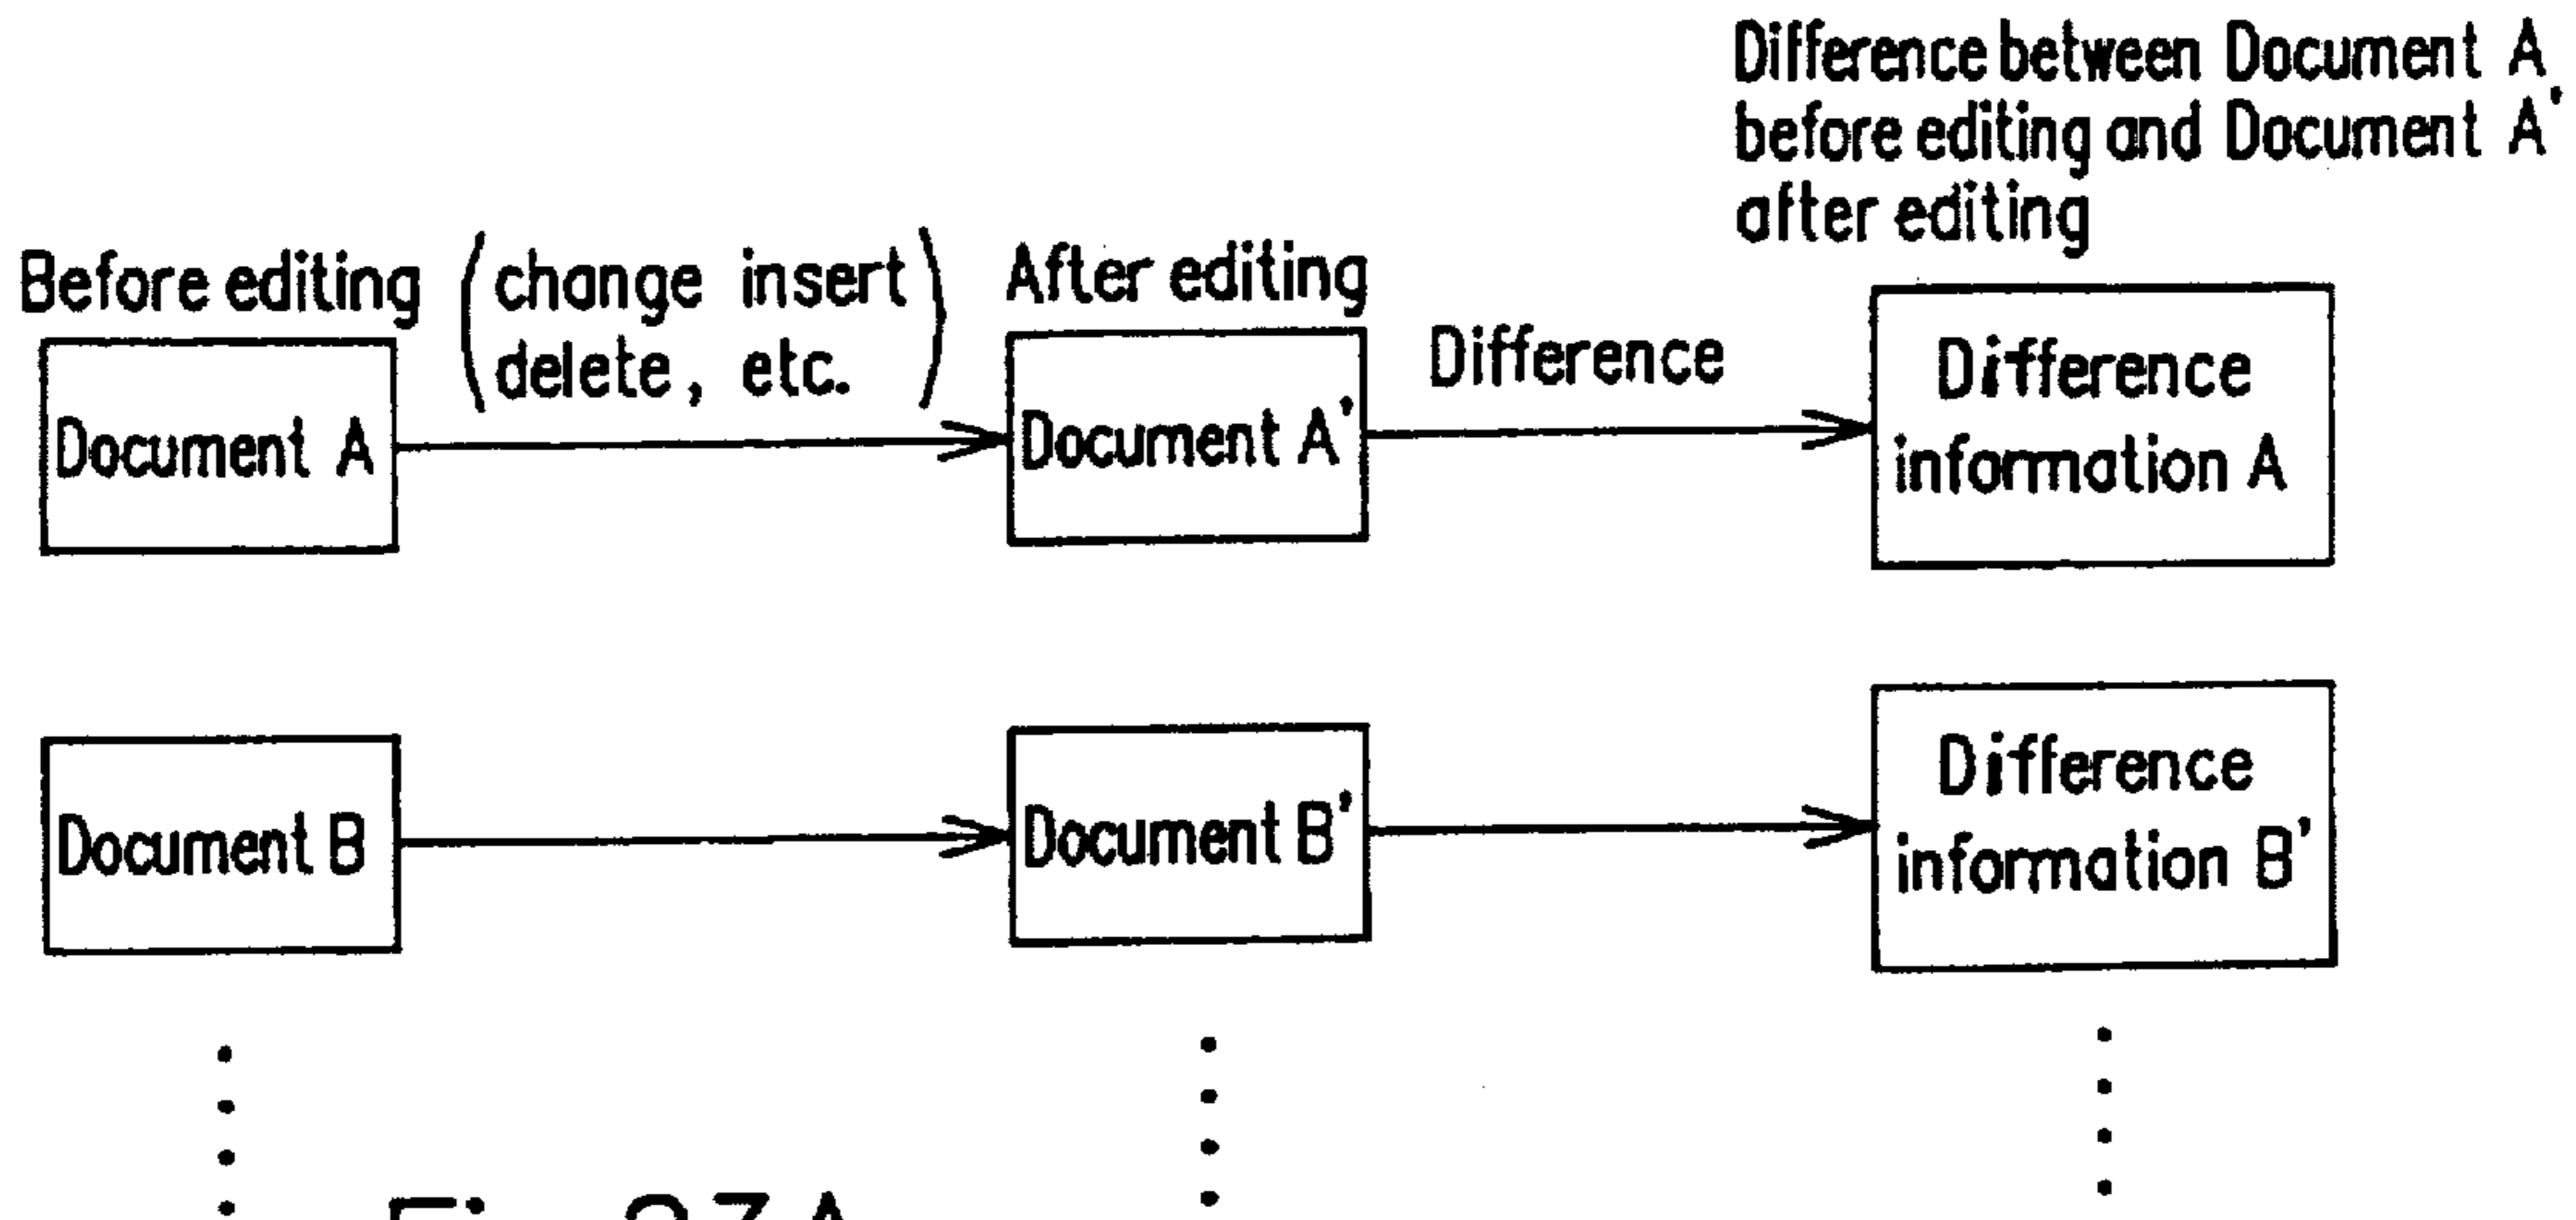 Difference between Document A
before editing and Document A'
after editing
Before editing (change insert
delete, etc.) After editing
Difference
Document A
Document A'
Difference
information A
Document B
Document B'
Difference
information B'